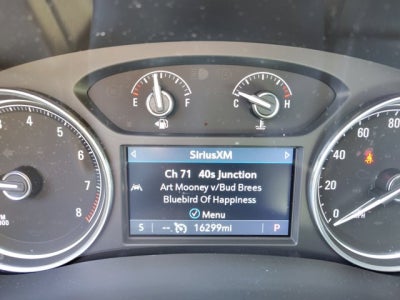 E F
C H
SiriusXM
Ch 71 40s Junction
Art Mooney w/Bud Brees
Bluebird Of Happiness
Menu
S --. 16299mi P
3
4
5
6
7
8
0
20
40
60
80